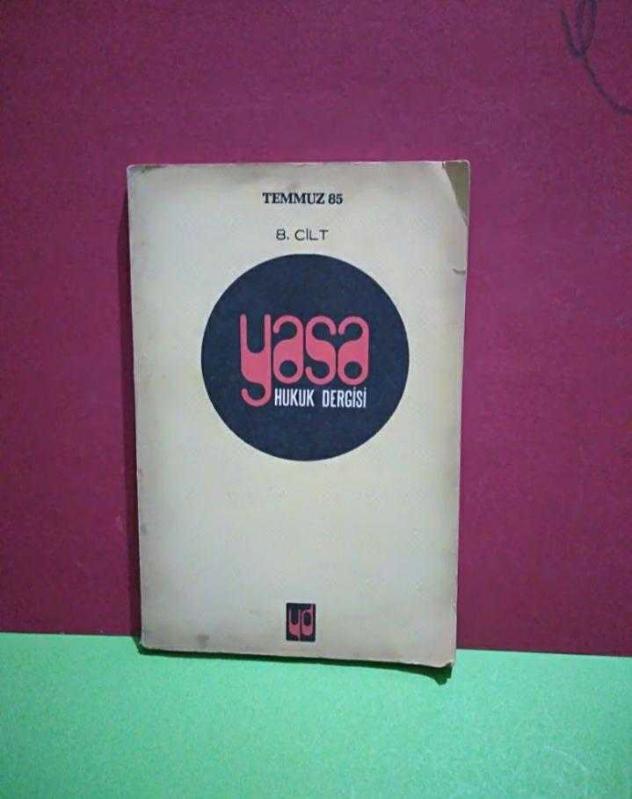 TEMMUZ 85
8. CİLT
yasa
HUKUK DERGİSİ
yd